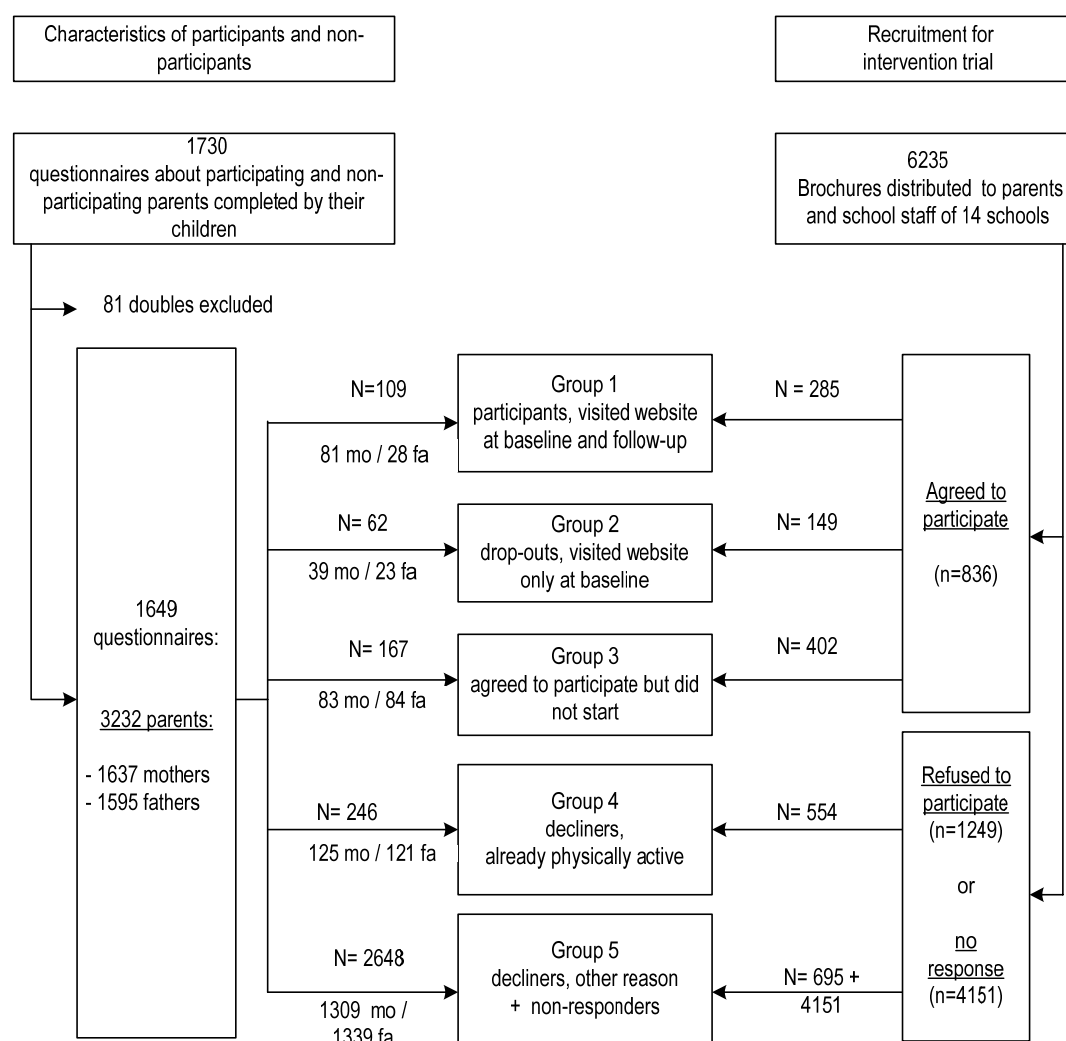 Characteristics of participants and non-
participants
Recruitment for
intervention trial
1730
questionnaires about participating and non-
participating parents completed by their
children
6235
Brochures distributed to parents
and school staff of 14 schools
81 doubles excluded
1649
questionnaires:
3232 parents:
- 1637 mothers
- 1595 fathers
N=109
81 mo / 28 fa
Group 1
participants, visited website
at baseline and follow-up
N = 285
N= 62
39 mo / 23 fa
Group 2
drop-outs, visited website
only at baseline
N= 149
N= 167
83 mo / 84 fa
Group 3
agreed to participate but did
not start
N= 402
N= 246
125 mo / 121 fa
Group 4
decliners,
already physically active
N= 554
N= 2648
1309 mo /
1339 fa
Group 5
decliners, other reason
+ non-responders
N= 695 +
4151
Agreed to
participate
(n=836)
Refused to
participate
(n=1249)
or
no
response
(n=4151)